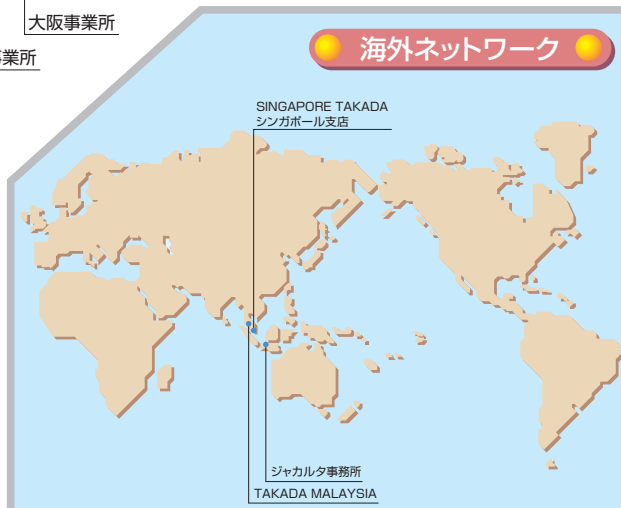 大阪事業所
事業所
海外ネットワーク
SINGAPORE TAKADA
シンガポール支店
ジャカルタ事務所
TAKADA MALAYSIA